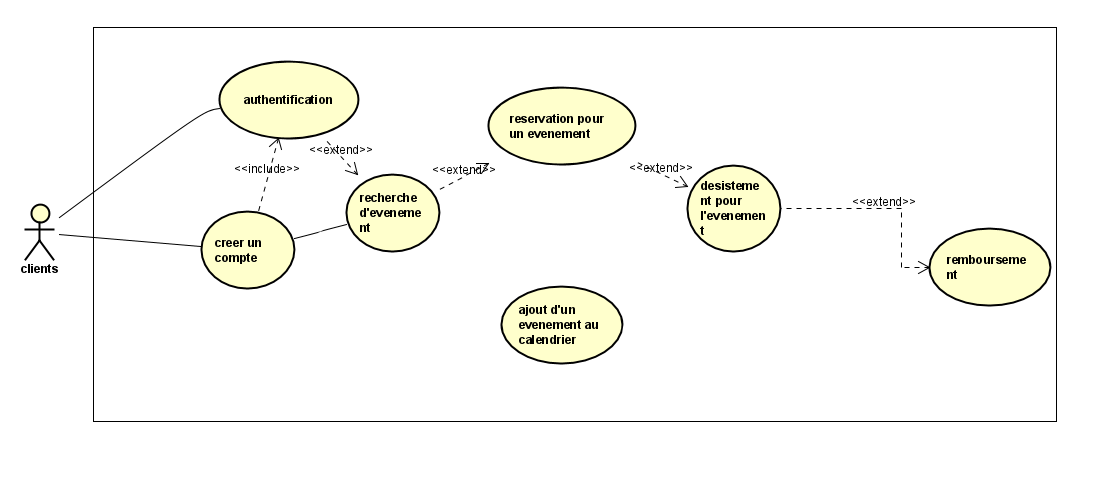 authentification
reservation pour
un evenement
<<extend>>
<<include>>
<<extend>>
<<extend>>
desisteme
nt pour
l'evenemen
t
recherche
d'eveneme
nt
<<extend>>
creer un
compte
clients
rembourseme
nt
ajout d'un
evenement au
calendrier